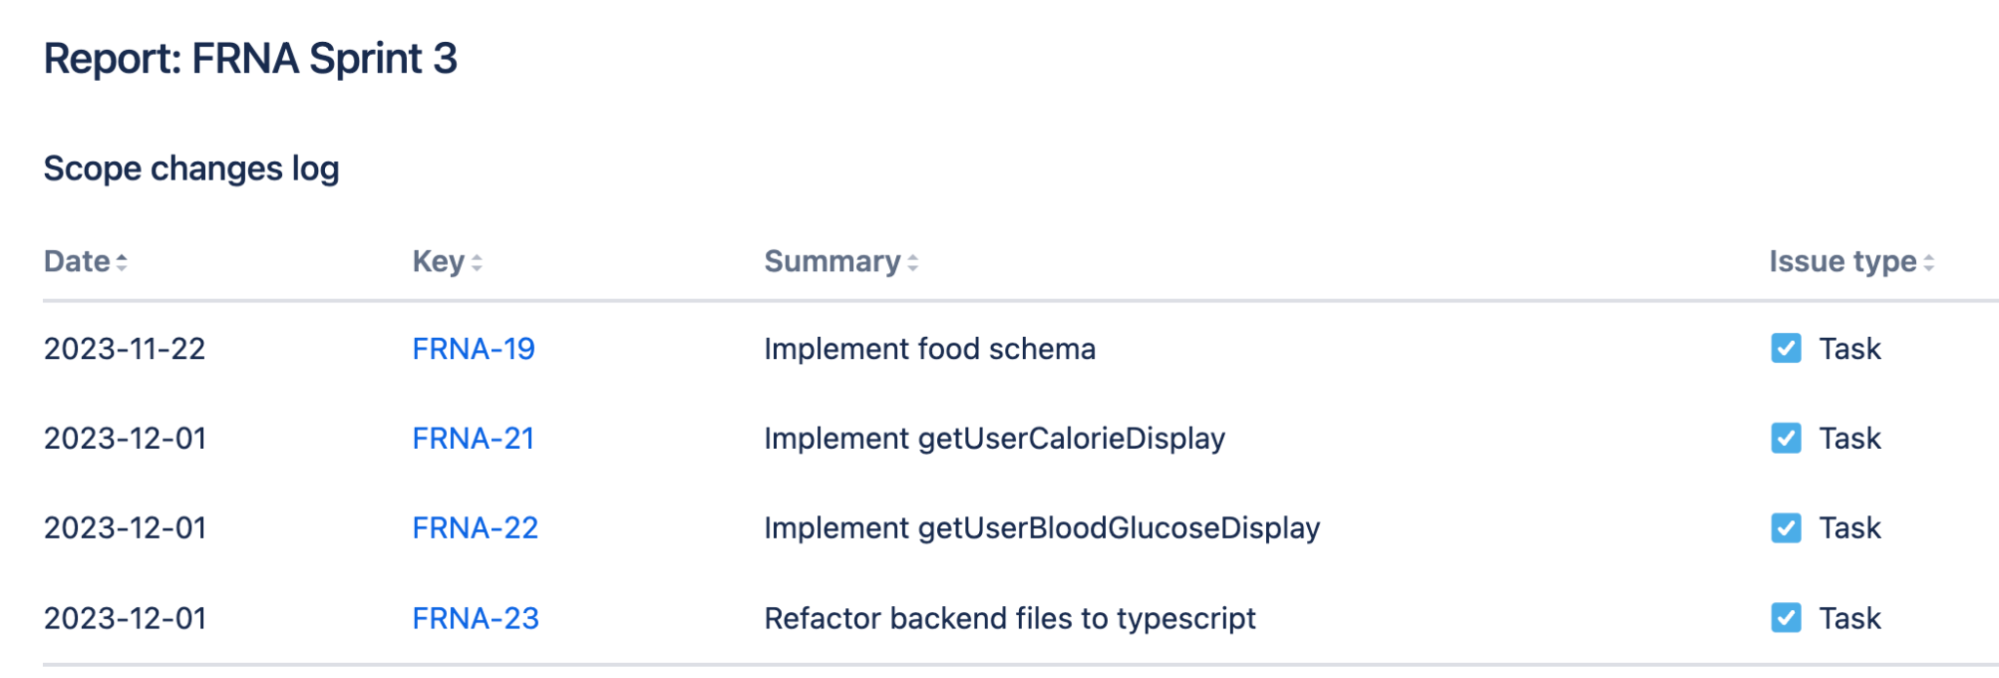 Report: FRNA Sprint 3
Scope changes log
Date Key Summary Issue type
2023-11-22 FRNA-19 Implement food schema Task
2023-12-01 FRNA-21 Implement getUserCalorieDisplay Task
2023-12-01 FRNA-22 Implement getUserBloodGlucoseDisplay Task
2023-12-01 FRNA-23 Refactor backend files to typescript Task